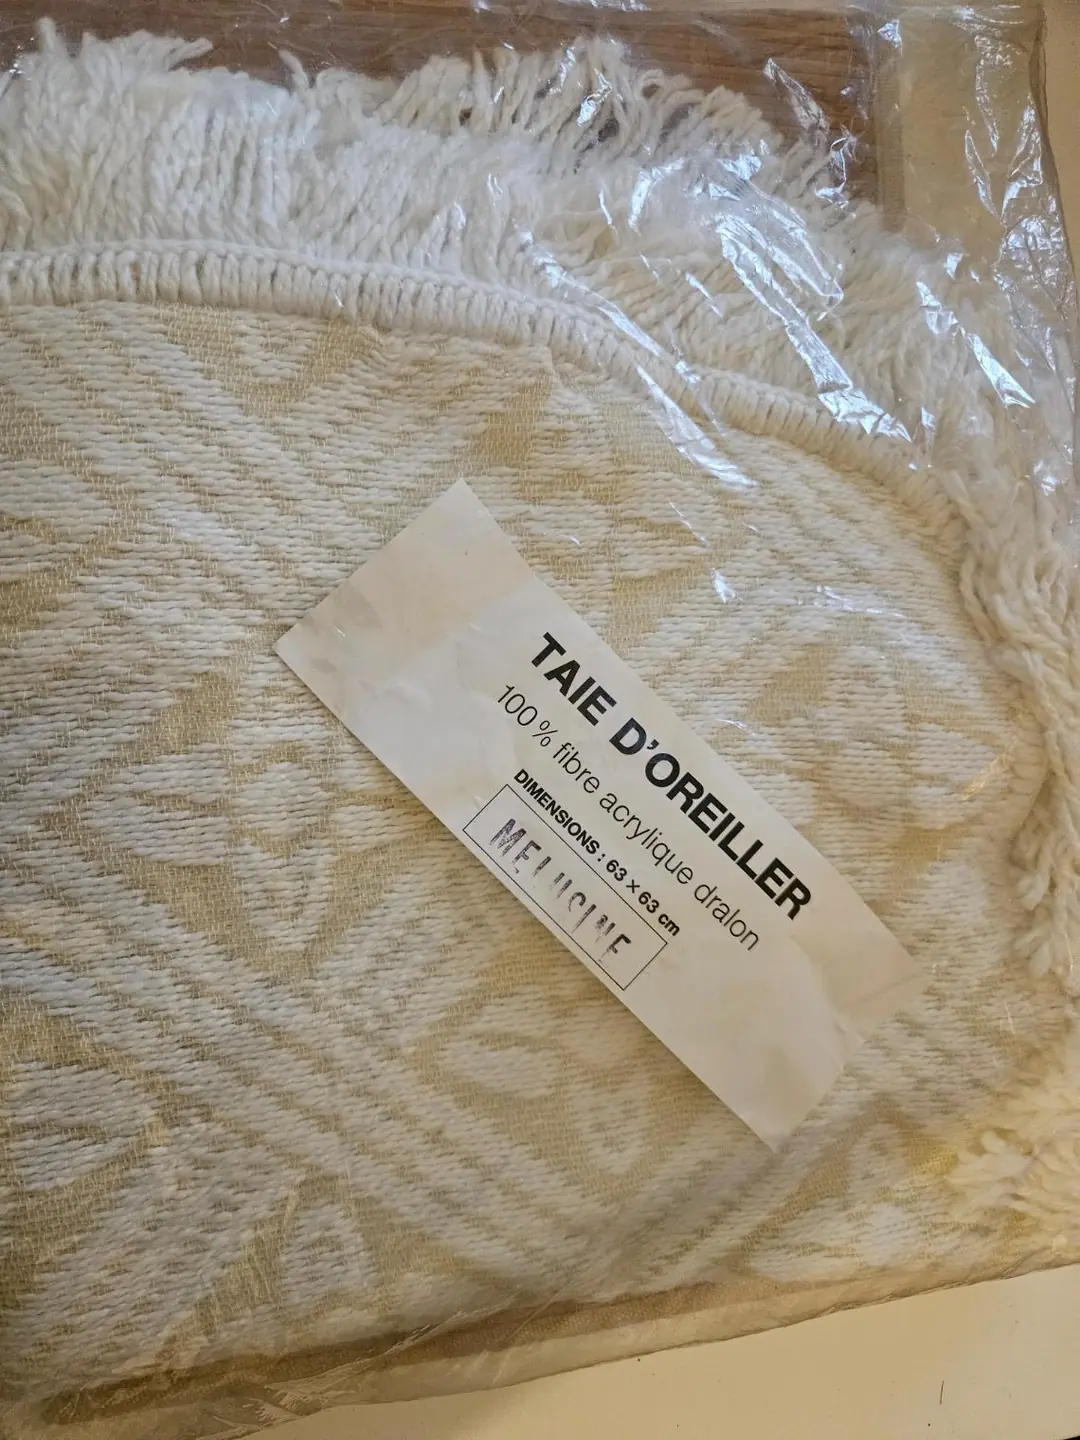 TAIE D'OREILLER
100 % fibre acrylique dralon
DIMENSIONS : 63 x 63 cm
MELUSINE